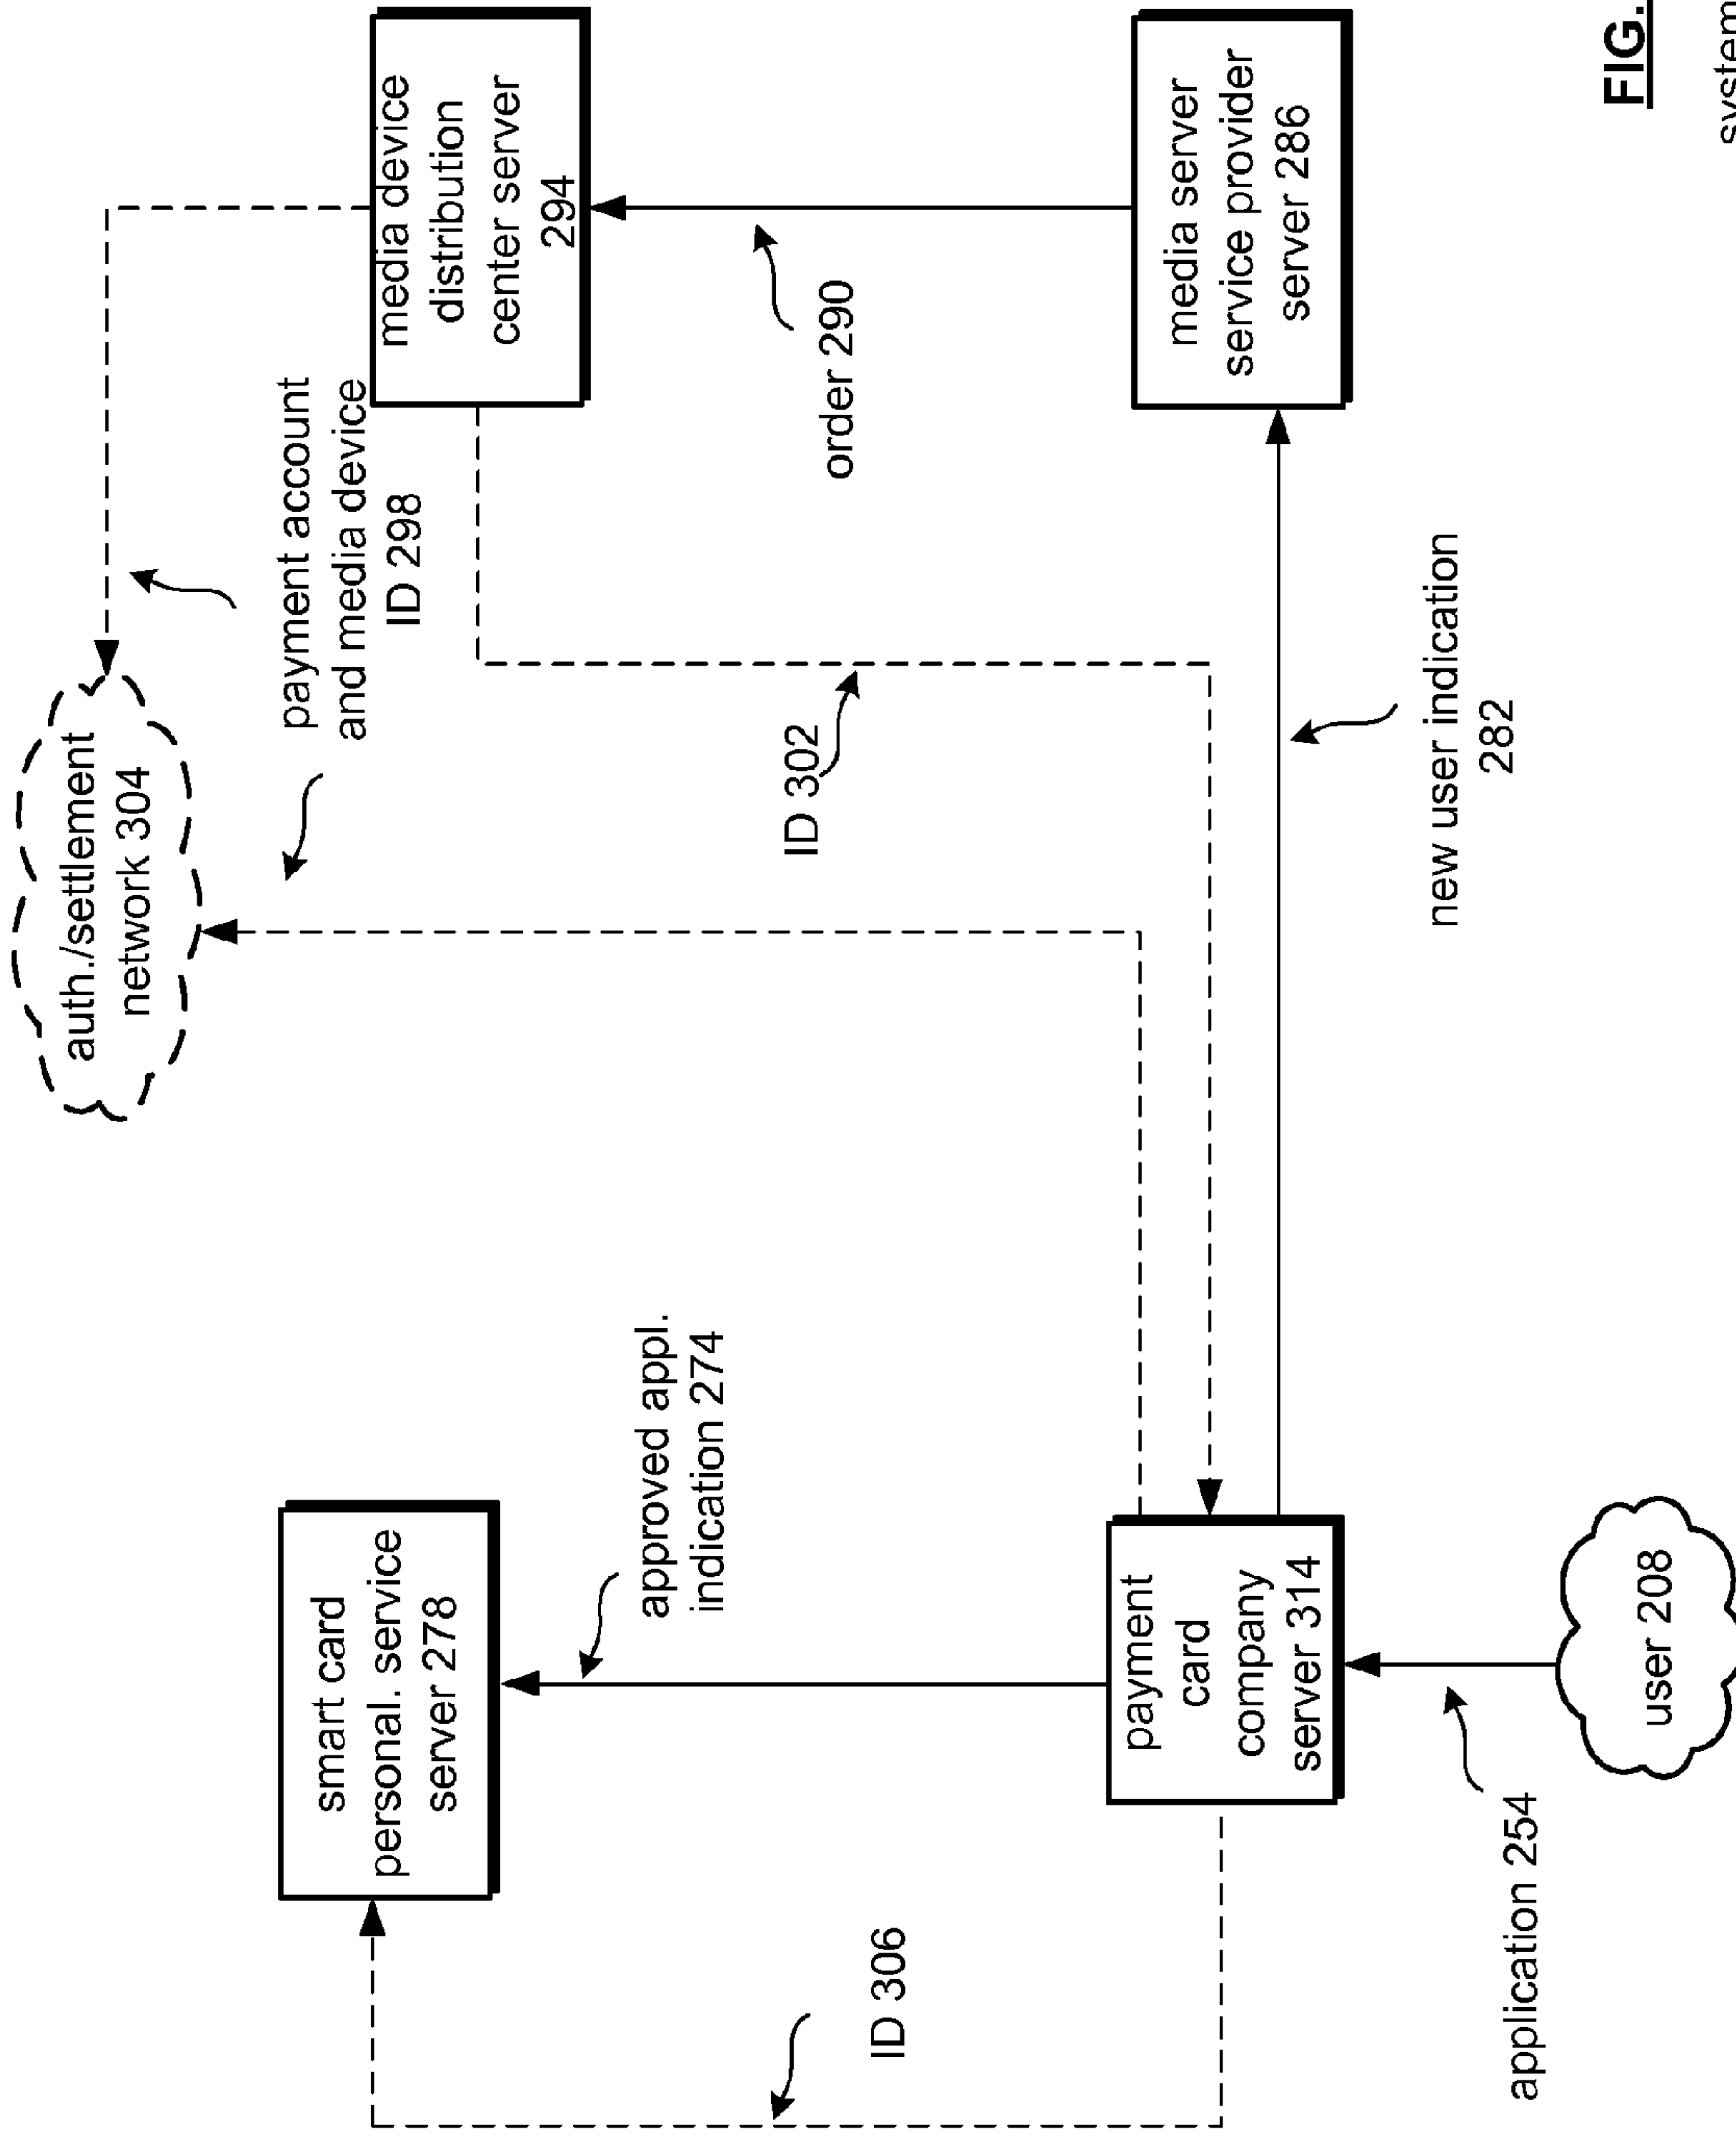 auth./settlement
network 304
payment account
and media device
ID 298
media device
distribution
center server
294
smart card
personal. service
server 278
approved appl.
indication 274
ID 302
order 290
ID 306
payment
card
company
server 314
media server
service provider
server 286
new user indication
282
application 254
user 208
FIG.
system